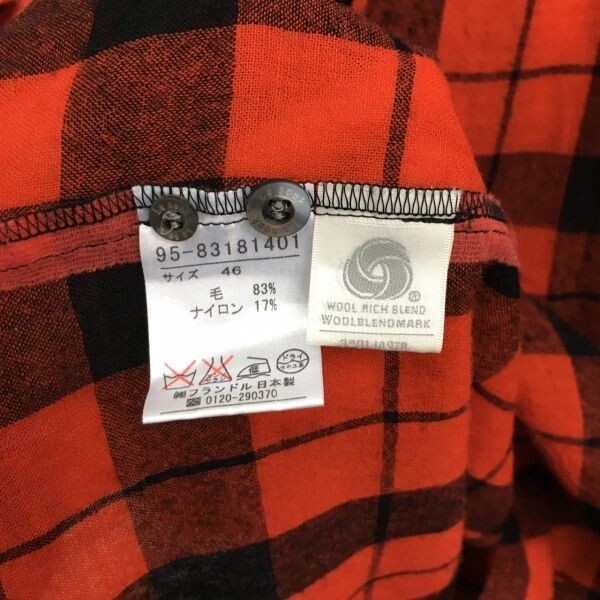 95-83181401
サイズ 46
毛 83%
ナイロン 17%
低
ドライ
㈱フランドル 日本製
☎ 0120-290370
WOOL RICH BLEND
WOOLBLENDMARK
®